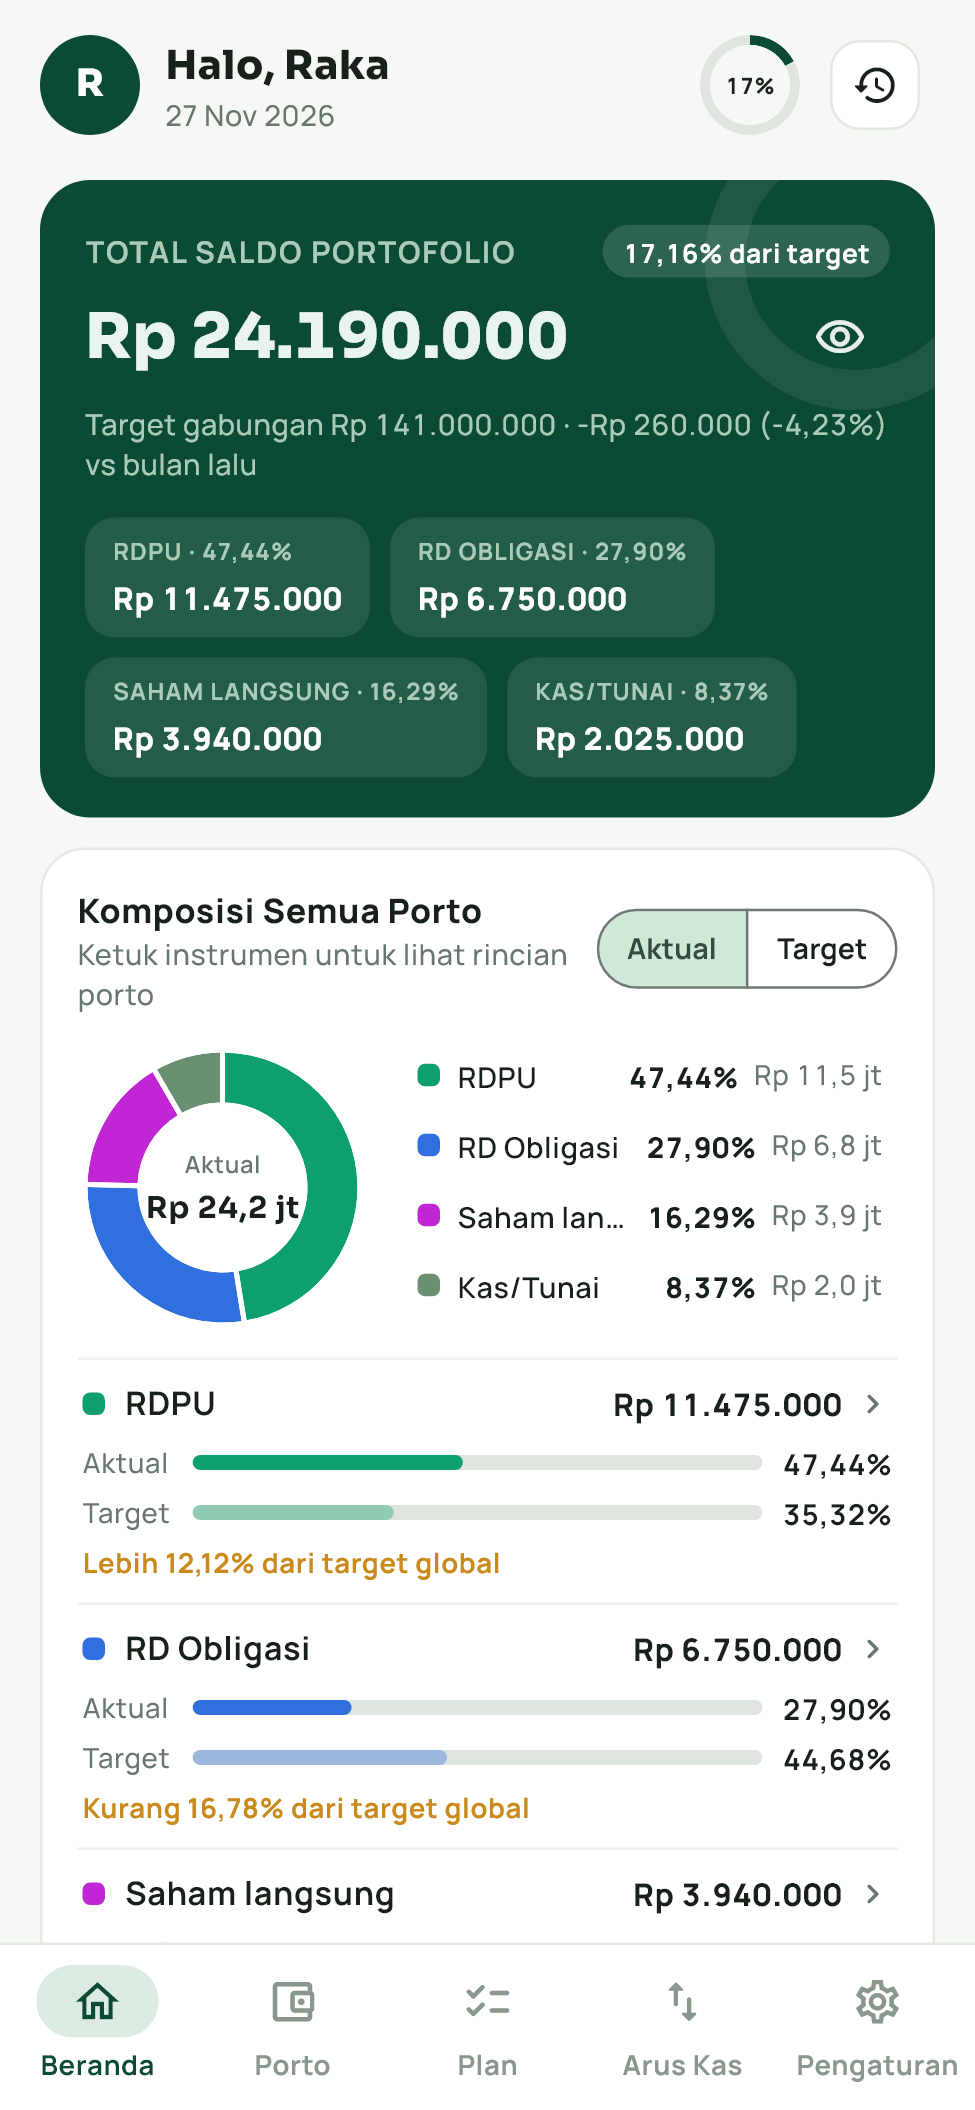 R
Halo, Raka
27 Nov 2026
17%
TOTAL SALDO PORTOFOLIO
17,16% dari target
Rp 24.190.000
Target gabungan Rp 141.000.000 · -Rp 260.000 (-4,23%)
vs bulan lalu
RDPU · 47,44%
Rp 11.475.000
RD OBLIGASI · 27,90%
Rp 6.750.000
SAHAM LANGSUNG · 16,29%
Rp 3.940.000
KAS/TUNAI · 8,37%
Rp 2.025.000
Komposisi Semua Porto
Ketuk instrumen untuk lihat rincian
porto
Aktual
Target
Aktual
Rp 24,2 jt
RDPU 47,44% Rp 11,5 jt
RD Obligasi 27,90% Rp 6,8 jt
Saham lan... 16,29% Rp 3,9 jt
Kas/Tunai 8,37% Rp 2,0 jt
RDPU Rp 11.475.000
Aktual 47,44%
Target 35,32%
Lebih 12,12% dari target global
RD Obligasi Rp 6.750.000
Aktual 27,90%
Target 44,68%
Kurang 16,78% dari target global
Saham langsung Rp 3.940.000
Beranda
Porto
Plan
Arus Kas
Pengaturan